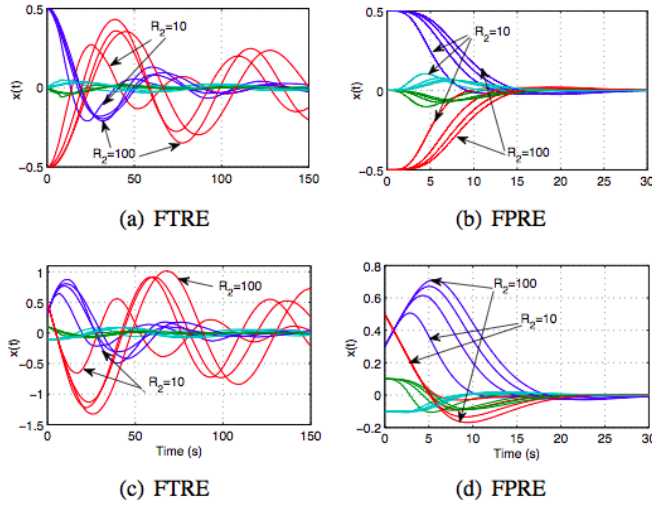 0.5
0
−0.5
x(t)
R2=10
R2=100
0
50
100
150
(a) FTRE
0.5
0
−0.5
x(t)
R2=10
R2=100
0
5
10
15
20
25
30
(b) FPRE
1
0.5
0
−0.5
−1
−1.5
x(t)
R2=100
R2=10
0
50
100
150
Time (s)
(c) FTRE
0.8
0.6
0.4
0.2
0
−0.2
x(t)
R2=100
R2=10
0
5
10
15
20
25
30
Time (s)
(d) FPRE